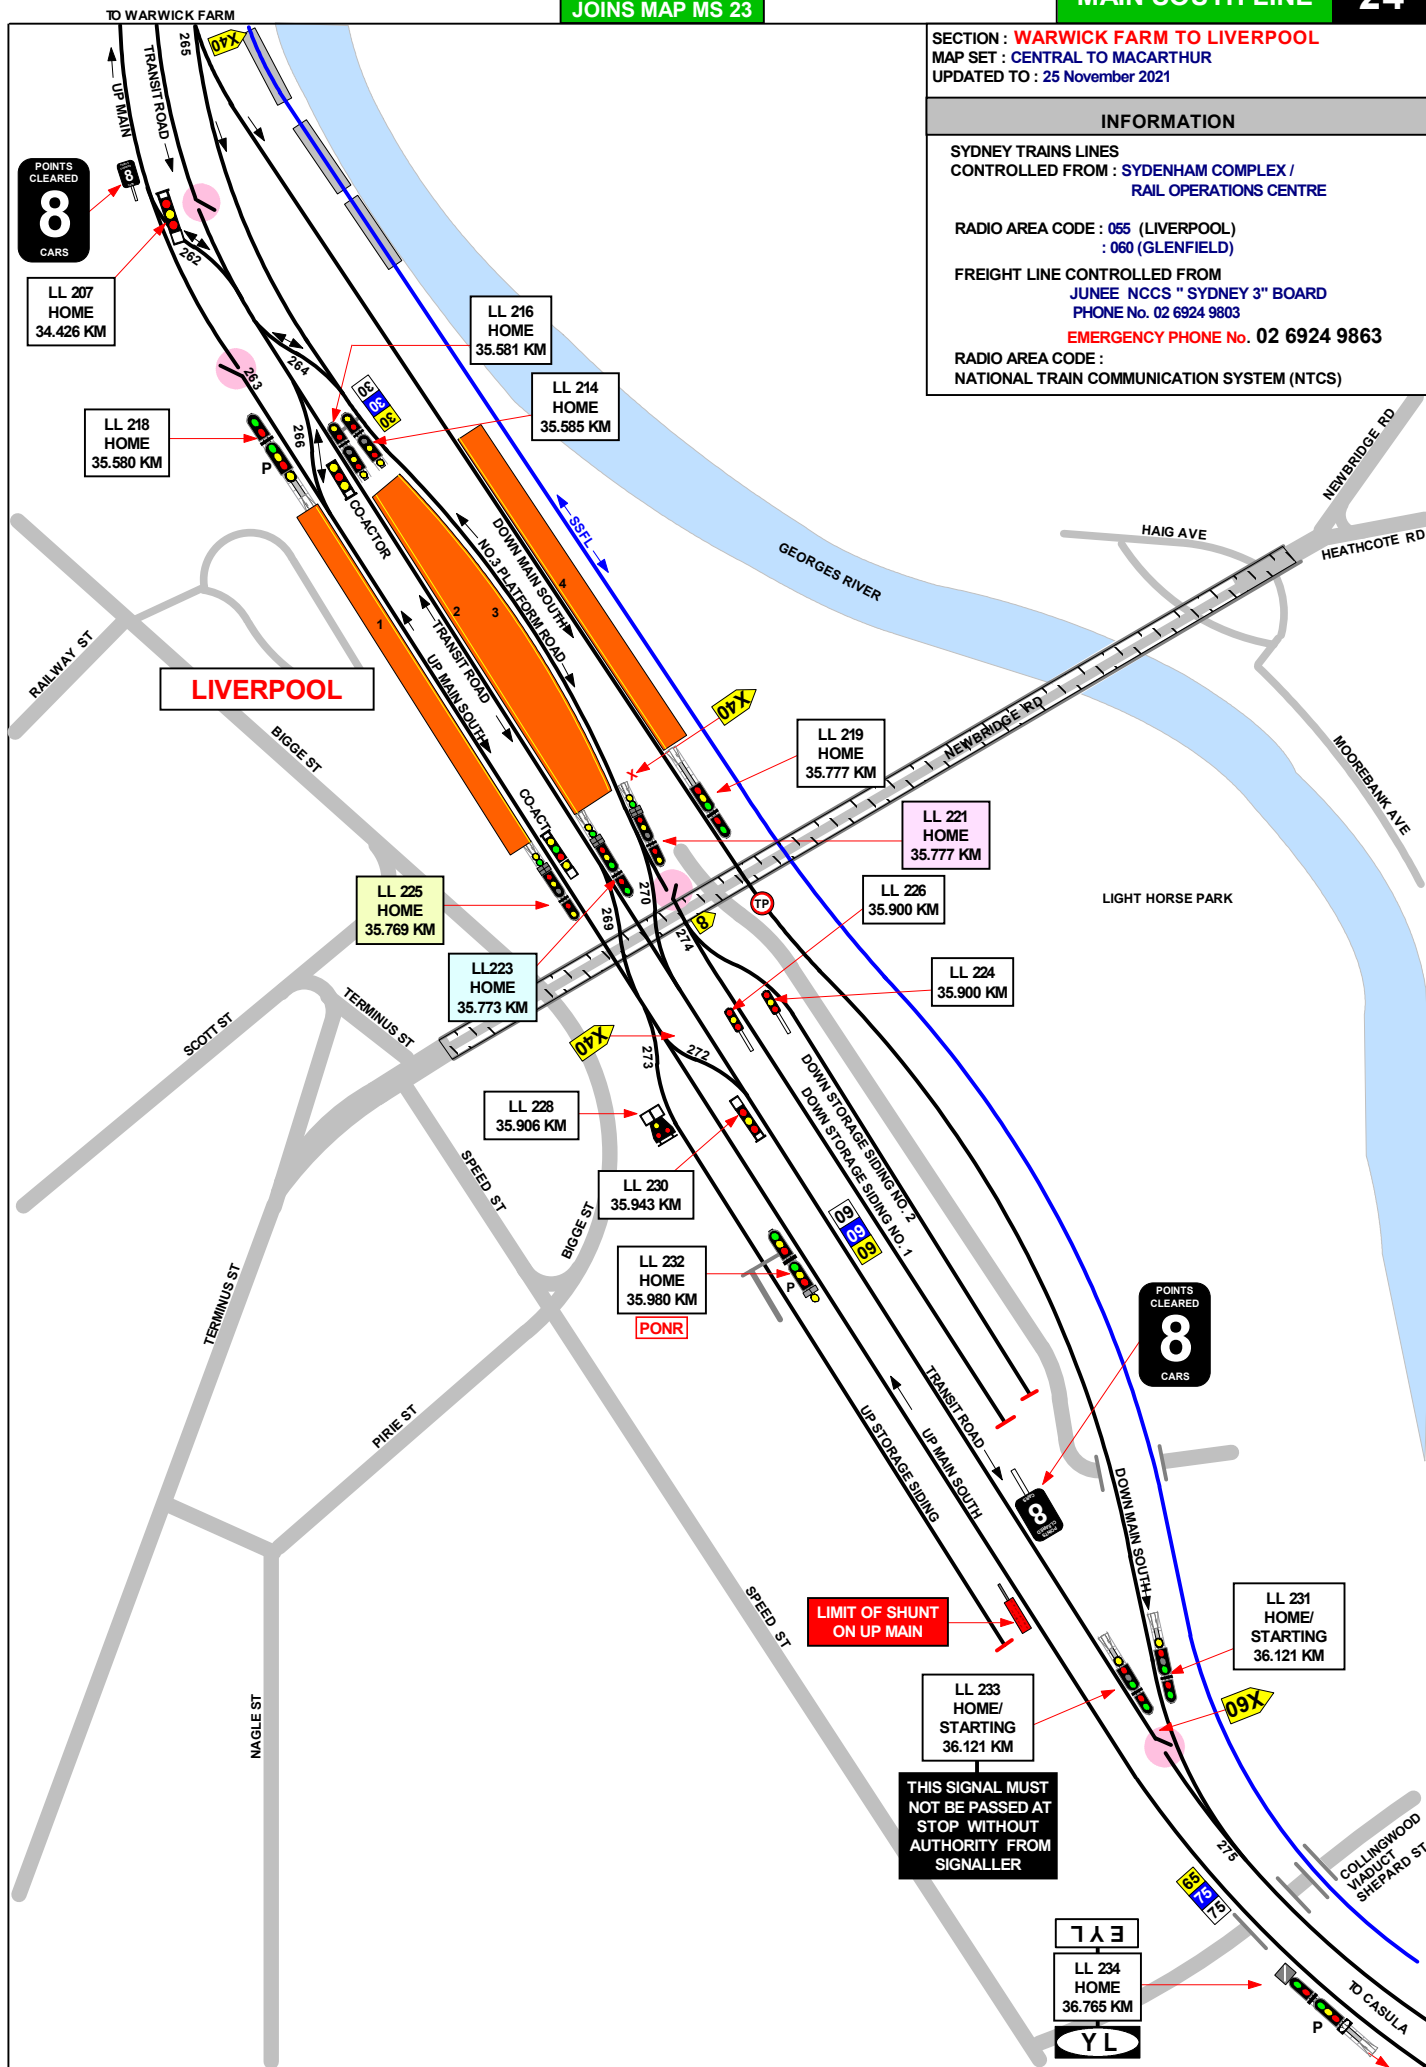 JOINS MAP MS 23
MAIN SOUTH LINE
24
TO WARWICK FARM
SECTION : WARWICK FARM TO LIVERPOOL
MAP SET : CENTRAL TO MACARTHUR
UPDATED TO : 25 November 2021
INFORMATION
SYDNEY TRAINS LINES
CONTROLLED FROM : SYDENHAM COMPLEX /
RAIL OPERATIONS CENTRE
RADIO AREA CODE : 055 (LIVERPOOL)
: 060 (GLENFIELD)
FREIGHT LINE CONTROLLED FROM
JUNEE NCCS " SYDNEY 3" BOARD
PHONE No. 02 6924 9803
EMERGENCY PHONE No. 02 6924 9863
RADIO AREA CODE :
NATIONAL TRAIN COMMUNICATION SYSTEM (NTCS)
UP MAIN
TRANSIT ROAD
265
X40
POINTS
CLEARED
8
CARS
8
262
LL 207
HOME
34.426 KM
LL 216
HOME
35.581 KM
264
263
30
30
30
LL 214
HOME
35.585 KM
LL 218
HOME
35.580 KM
P
266
CO-ACTOR
NEWBRIDGE RD
HAIG AVE
HEATHCOTE RD
SSFL
DOWN MAIN SOUTH
NO.3 PLATFORM ROAD
GEORGES RIVER
1
2
3
4
TRANSIT ROAD
UP MAIN SOUTH
RAILWAY ST
LIVERPOOL
BIGGE ST
X40
X
NEWBRIDGE RD
LL 219
HOME
35.777 KM
MOOREBANK AVE
CO-ACT
LL 221
HOME
35.777 KM
LL 225
HOME
35.769 KM
LL 226
35.900 KM
LIGHT HORSE PARK
270
269
TP
8
274
LL223
HOME
35.773 KM
LL 224
35.900 KM
SCOTT ST
TERMINUS ST
X40
273
272
DOWN STORAGE SIDING NO. 2
DOWN STORAGE SIDING NO. 1
LL 228
35.906 KM
SPEED ST
LL 230
35.943 KM
BIGGE ST
60
60
60
LL 232
HOME
35.980 KM
PONR
P
TERMINUS ST
POINTS
CLEARED
8
CARS
PIRIE ST
TRANSIT ROAD
UP MAIN SOUTH
UP STORAGE SIDING
POINTS
CLEARED
8
CARS
DOWN MAIN SOUTH
SPEED ST
LIMIT OF SHUNT
ON UP MAIN
LL 231
HOME/
STARTING
36.121 KM
LL 233
HOME/
STARTING
36.121 KM
X60
NAGLE ST
THIS SIGNAL MUST
NOT BE PASSED AT
STOP WITHOUT
AUTHORITY FROM
SIGNALLER
275
COLLINGWOOD
VIADUCT
SHEPARD ST
65
75
75
EYL
LL 234
HOME
36.765 KM
YL
P
TO CASULA